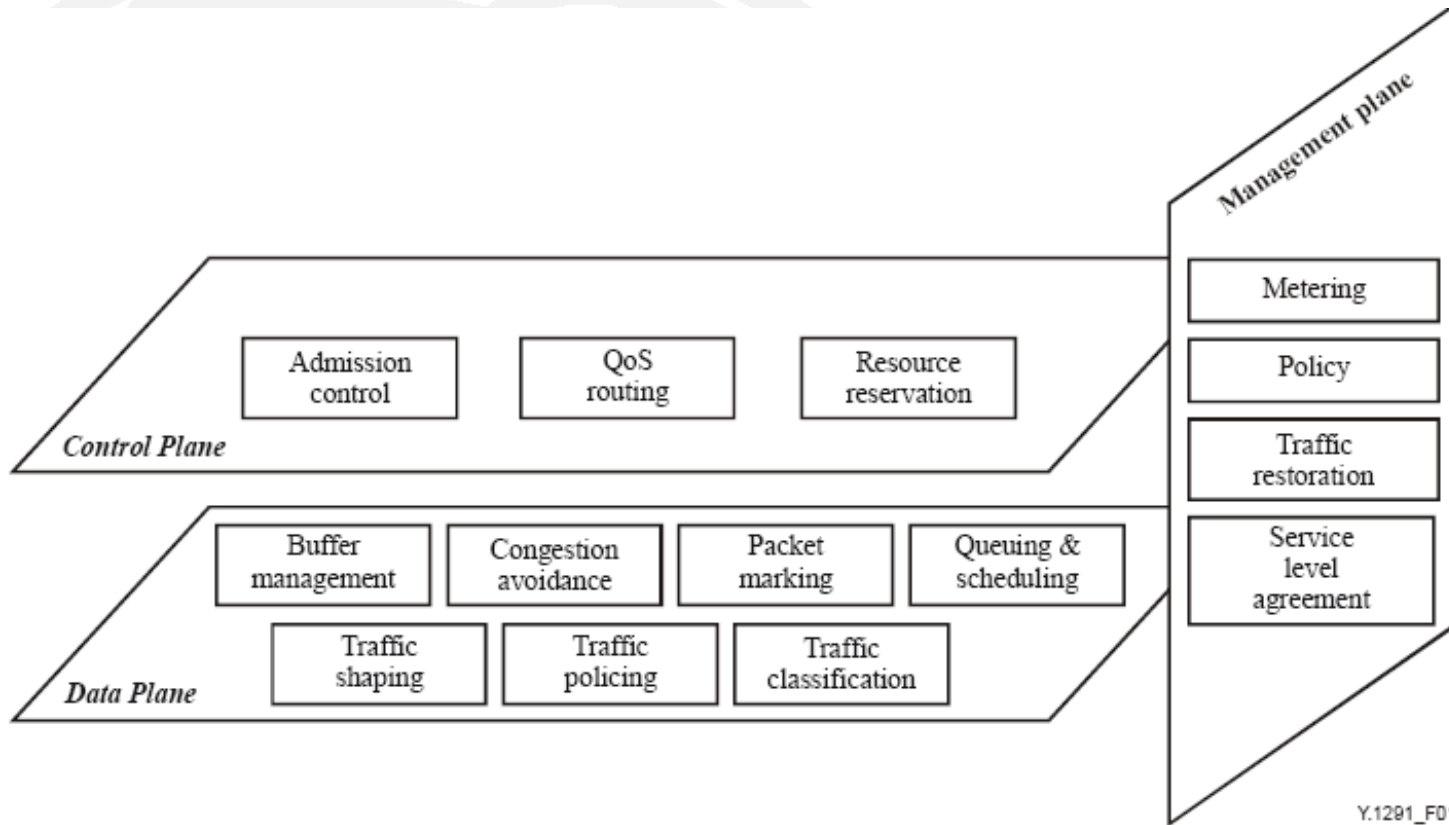 Management plane
Metering
Admission
control
QoS
routing
Resource
reservation
Policy
Control Plane
Traffic
restoration
Buffer
management
Congestion
avoidance
Packet
marking
Queuing &
scheduling
Service
level
agreement
Traffic
shaping
Traffic
policing
Traffic
classification
Data Plane
Y.1291_F0